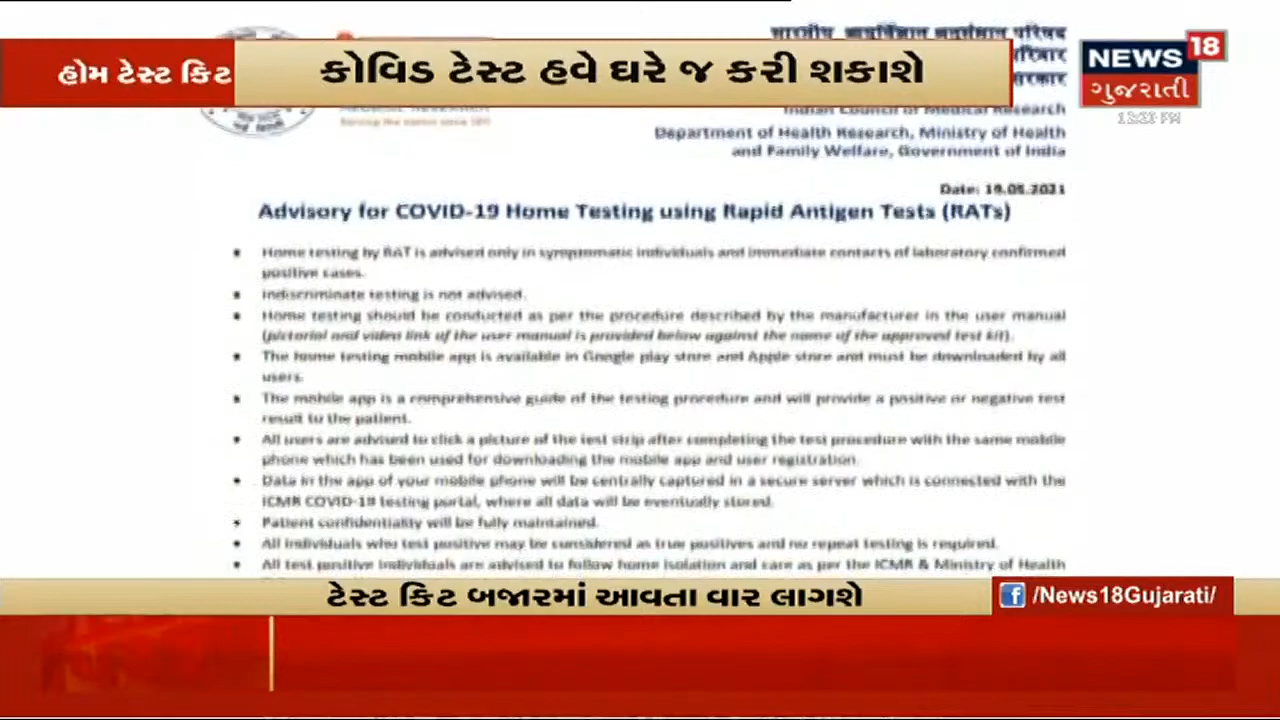 હોમ ટેસ્ટ કિટ
કોવિડ ટેસ્ટ હવે ઘરે જ કરી શકાશે
NEWS 18
ગુજરાતી
Indian Council of Medical Research
Department of Health Research, Ministry of Health
and Family Welfare, Government of India
Date: 19.05.2021
Advisory for COVID-19 Home Testing using Rapid Antigen Tests (RATs)
• Home testing by RAT is advised only in symptomatic individuals and immediate contacts of laboratory confirmed
positive cases.
• Indiscriminate testing is not advised.
• Home testing should be conducted as per the procedure described by the manufacturer in the user manual
(pictorial and video link of the user manual is provided below against the name of the approved test kit).
• The home testing mobile app is available in Google play store and Apple store and must be downloaded by all
users.
• The mobile app is a comprehensive guide of the testing procedure and will provide a positive or negative test
result to the patient.
• All users are advised to click a picture of the test strip after completing the test procedure with the same mobile
phone which has been used for downloading the mobile app and user registration.
• Data in the app of your mobile phone will be centrally captured in a secure server which is connected with the
ICMR COVID-19 testing portal, where all data will be eventually stored.
• Patient confidentiality will be fully maintained.
• All individuals who test positive may be considered as true positives and no repeat testing is required.
• All test positive individuals are advised to follow home isolation and care as per the ICMR & Ministry of Health
ટેસ્ટ કિટ બજારમાં આવતા વાર લાગશે
/News18Gujarati/